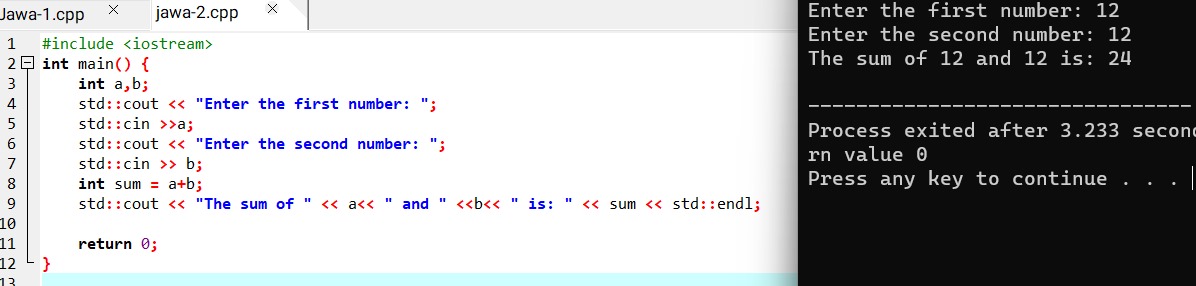 Jawa-1.cpp × jawa-2.cpp ×
1 #include <iostream>
2 int main() {
3 int a,b;
4 std::cout << "Enter the first number: ";
5 std::cin >>a;
6 std::cout << "Enter the second number: ";
7 std::cin >> b;
8 int sum = a+b;
9 std::cout << "The sum of " << a<< " and " <<b<< " is: " << sum << std::endl;
10
11 return 0;
12 }
13
Enter the first number: 12
Enter the second number: 12
The sum of 12 and 12 is: 24
--------------------------------
Process exited after 3.233 second
rn value 0
Press any key to continue . . .